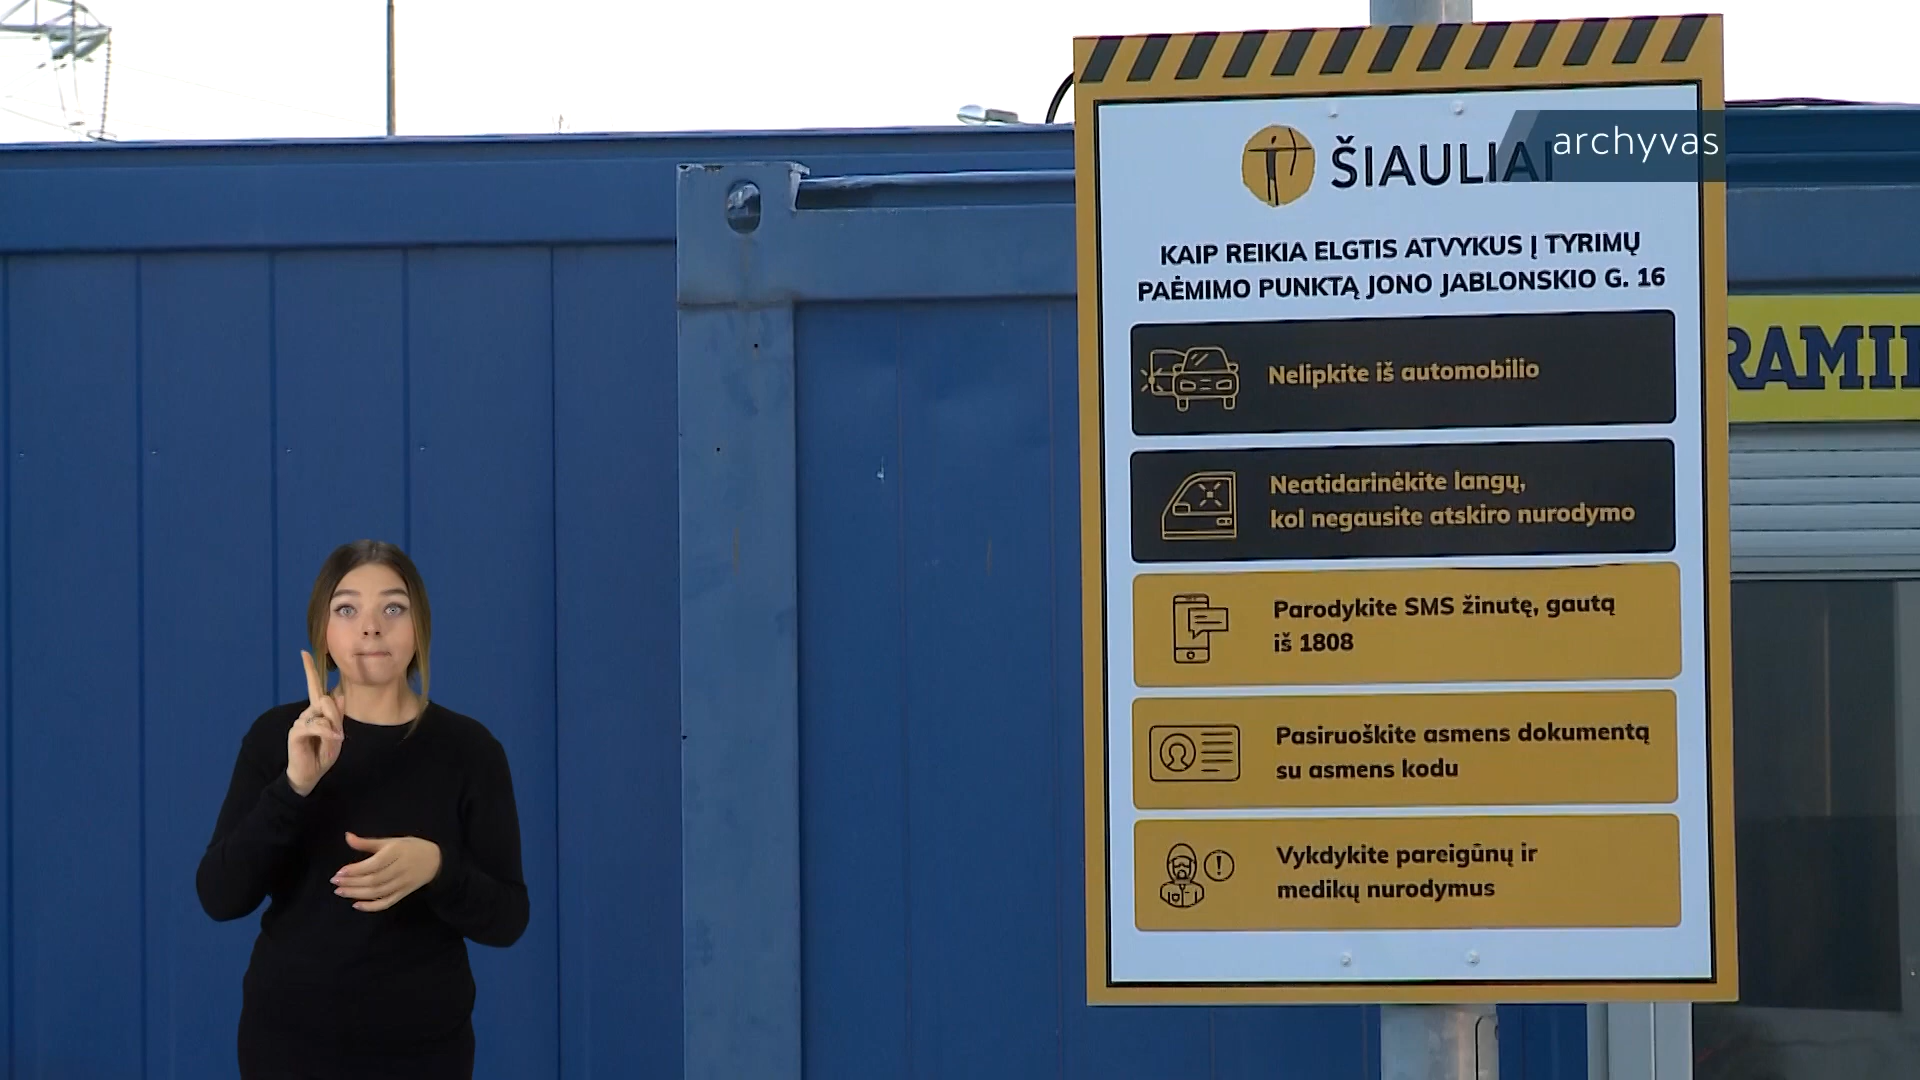 archyvas
ŠIAULIAI
KAIP REIKIA ELGTIS ATVYKUS Į TYRIMŲ
PAĖMIMO PUNKTĄ JONO JABLONSKIO G. 16
Nelipkite iš automobilio
Neatidarinėkite langų,
kol negausite atskiro nurodymo
Parodykite SMS žinutę, gautą
iš 1808
Pasiruoškite asmens dokumentą
su asmens kodu
Vykdykite pareigūnų ir
medikų nurodymus